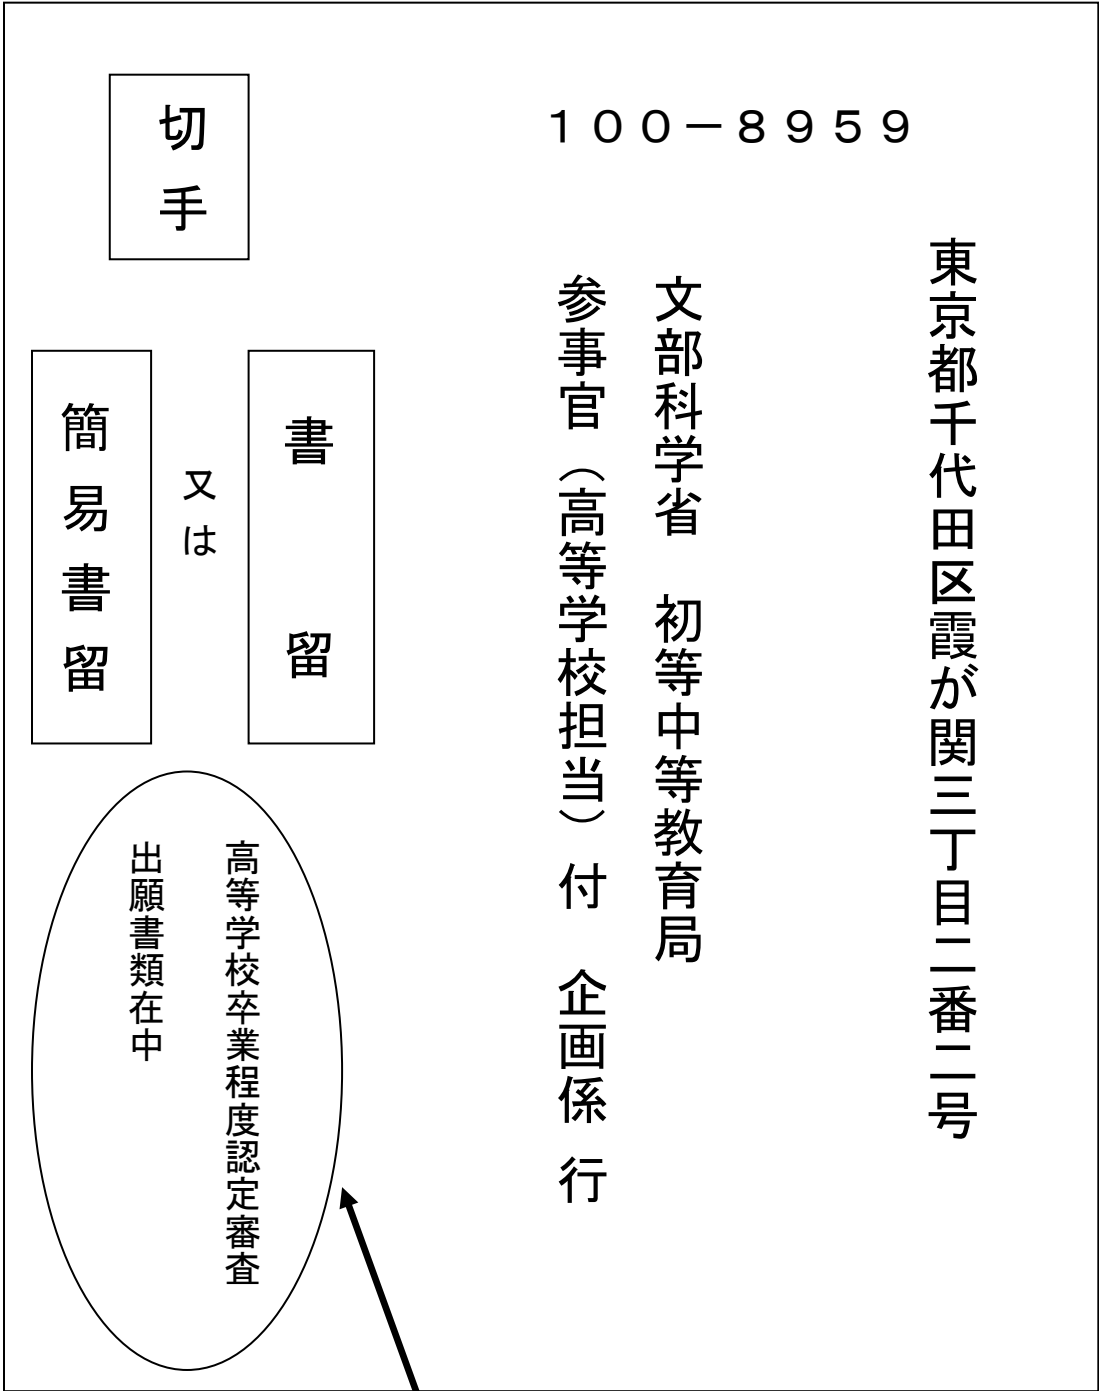 100－8959
東京都千代田区霞が関三丁目二番二号
文部科学省　初等中等教育局
参事官（高等学校担当）付　企画係　行
切手
書留
又は
簡易書留
高等学校卒業程度認定審査
出願書類在中